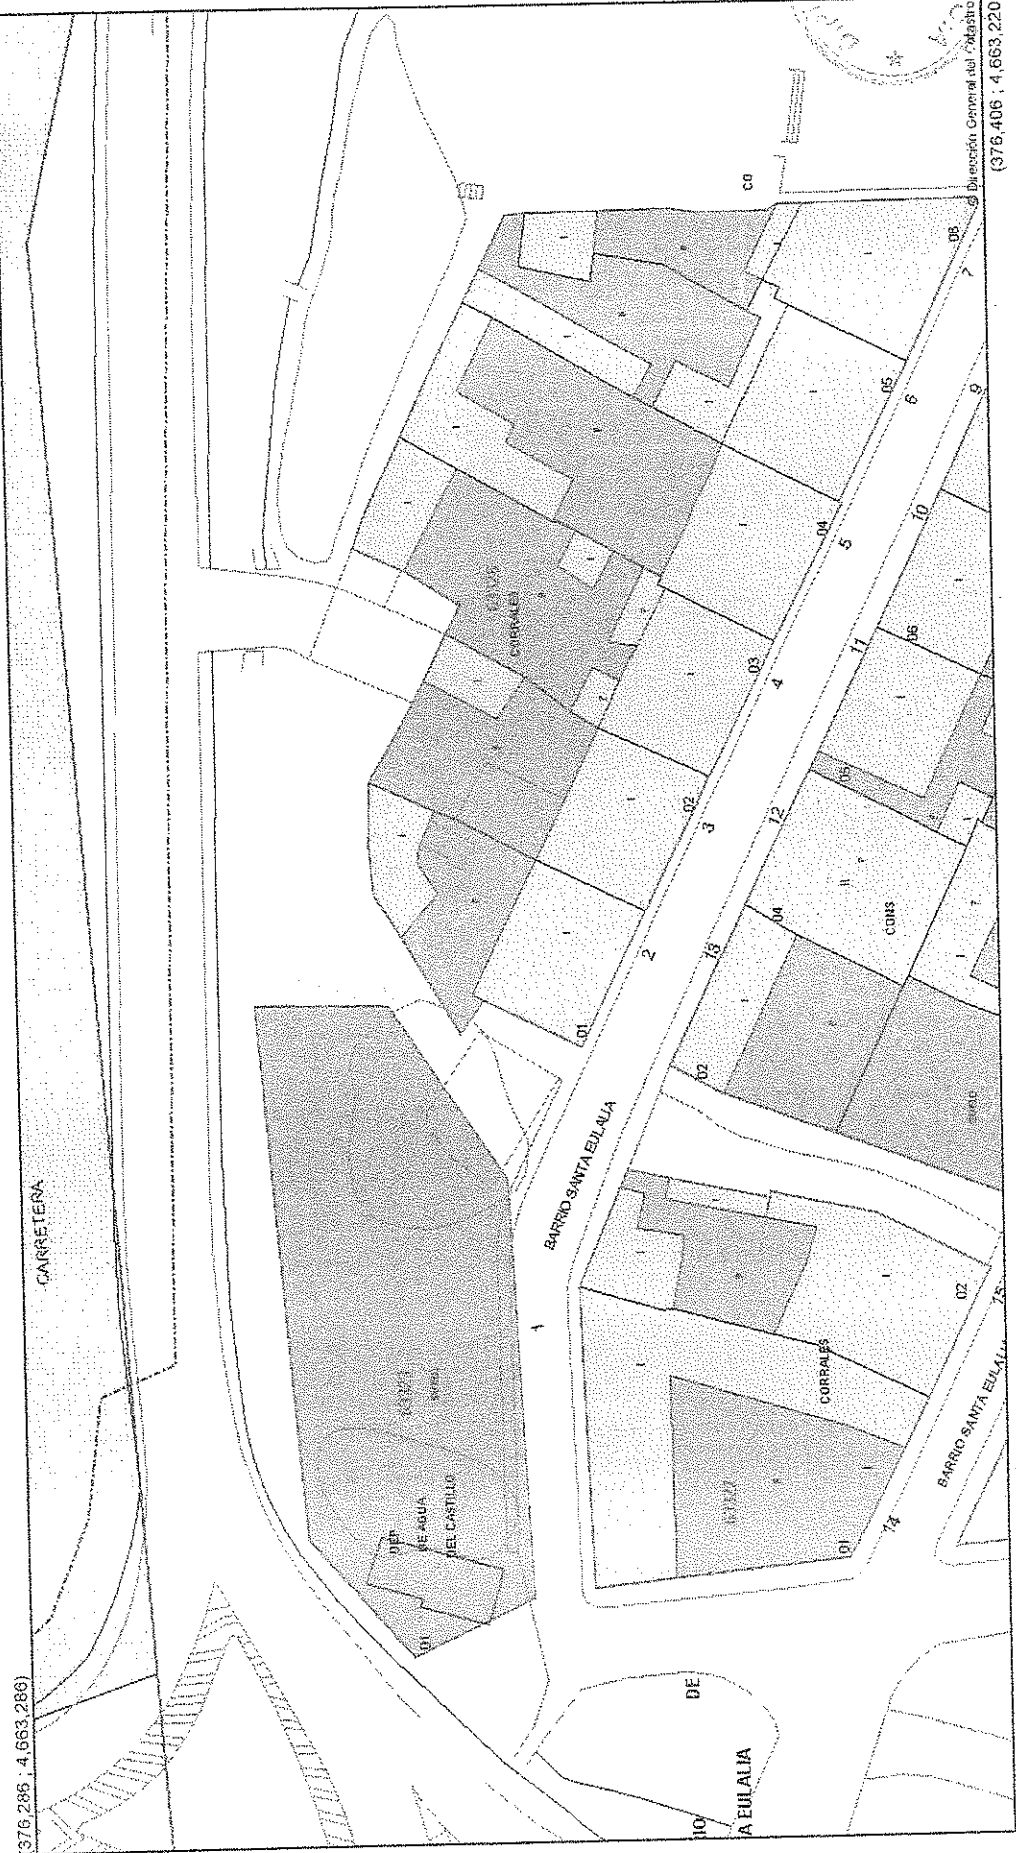 (376,286 ; 4,663,286)
CARRETERA
DEP
DE AGUA
DEL CASTILLO
01
SUELO
1
BARRIO SANTA EULALIA
01
2
02
3
03
4
04
5
05
6
06
7
CORRALES
CO
9
10
11
12
13
02
04
05
06
CONS
14
01
02
15
CORRALES
BARRIO SANTA EULALI
DE
IO
A EULALIA
© Dirección General del Catastro
(376,406 ; 4,663,220)